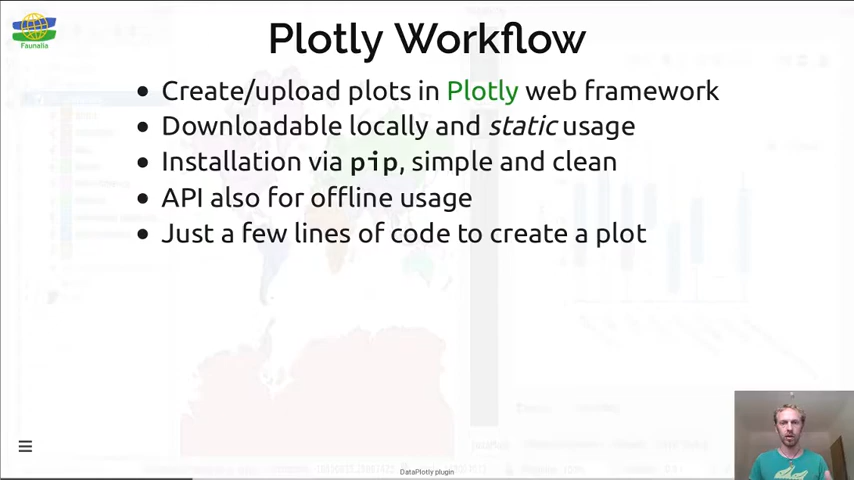 Plotly Workflow
Faunalia
Create/upload plots in Plotly web framework
Downloadable locally and static usage
Installation via pip, simple and clean
API also for offline usage
Just a few lines of code to create a plot
DataPlotly plugin